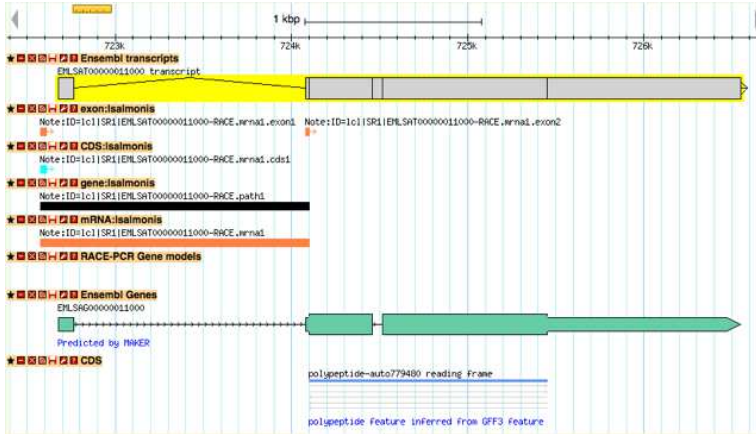 1 kbp
723k 724k 725k 726k
Ensembl transcripts
EMLSAT00000011000 transcript
exon:lsalmonis
Note:ID=lcl|SR1|EMLSAT00000011000-RACE.mrna1.exon1 Note:ID=lcl|SR1|EMLSAT00000011000-RACE.mrna1.exon2
CDS:lsalmonis
Note:ID=lcl|SR1|EMLSAT00000011000-RACE.mrna1.cds1
gene:lsalmonis
Note:ID=lcl|SR1|EMLSAT00000011000-RACE.path1
mRNA:lsalmonis
Note:ID=lcl|SR1|EMLSAT00000011000-RACE.mrna1
RACE-PCR Gene models
Ensembl Genes
EMLSAG00000011000
Predicted by MAKER
CDS
polypeptide-auto779480 reading frame
polypeptide feature inferred from GFF3 feature